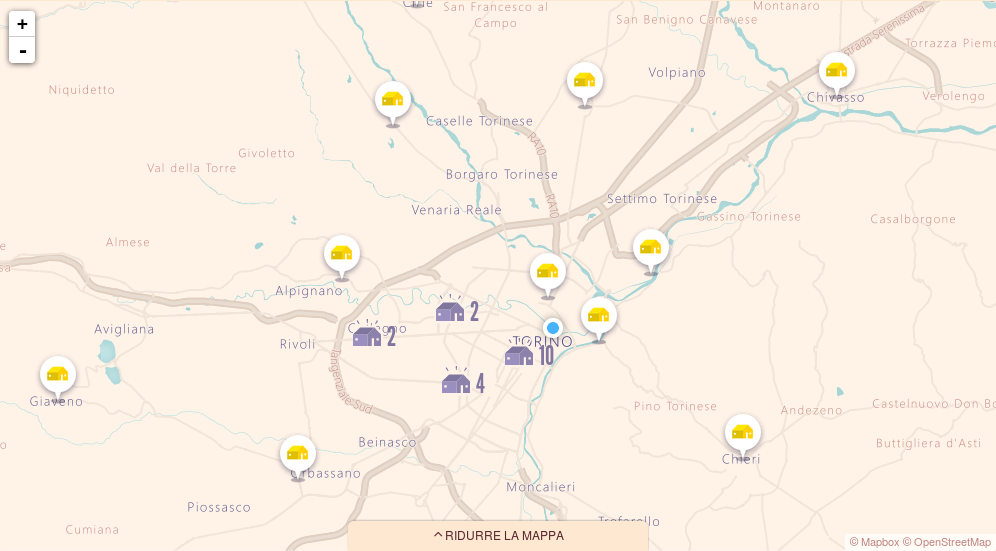 +
-
Cirié
San Francesco al
Campo
San Benigno Canavese
Montanaro
strada Serenissima
Torrazza Piemo
Volpiano
Niquidetto
Chivasso
Verolengo
Caselle Torinese
RA10
Givoletto
Val della Torre
Borgaro Torinese
Settimo Torinese
RA10
Venaria Reale
Gassino Torinese
Casalborgone
Almese
Alpignano
2
Avigliana
2
Rivoli
TORINO
10
4
Tangenziale Sud
Giaveno
Pino Torinese
Andezeno
Castelnuovo Don Bo
Beinasco
Buttigliera d'Asti
Chieri
Orbassano
Moncalieri
Piossasco
Trofarello
Cumiana
RIDURRE LA MAPPA
© Mapbox © OpenStreetMap